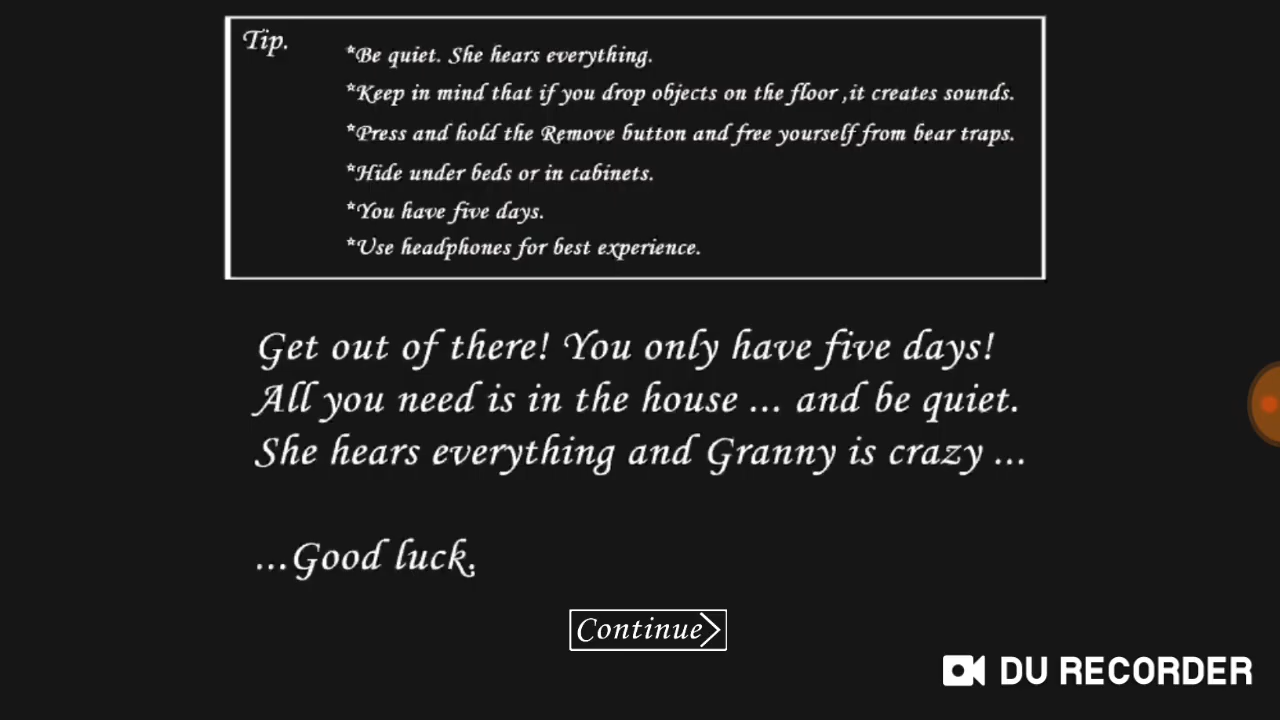 Tip.
*Be quiet. She hears everything.
*Keep in mind that if you drop objects on the floor ,it creates sounds.
*Press and hold the Remove button and free yourself from bear traps.
*Hide under beds or in cabinets.
*You have five days.
*Use headphones for best experience.
Get out of there! You only have five days!
All you need is in the house ... and be quiet.
She hears everything and Granny is crazy ...
...Good luck.
Continue
DU RECORDER